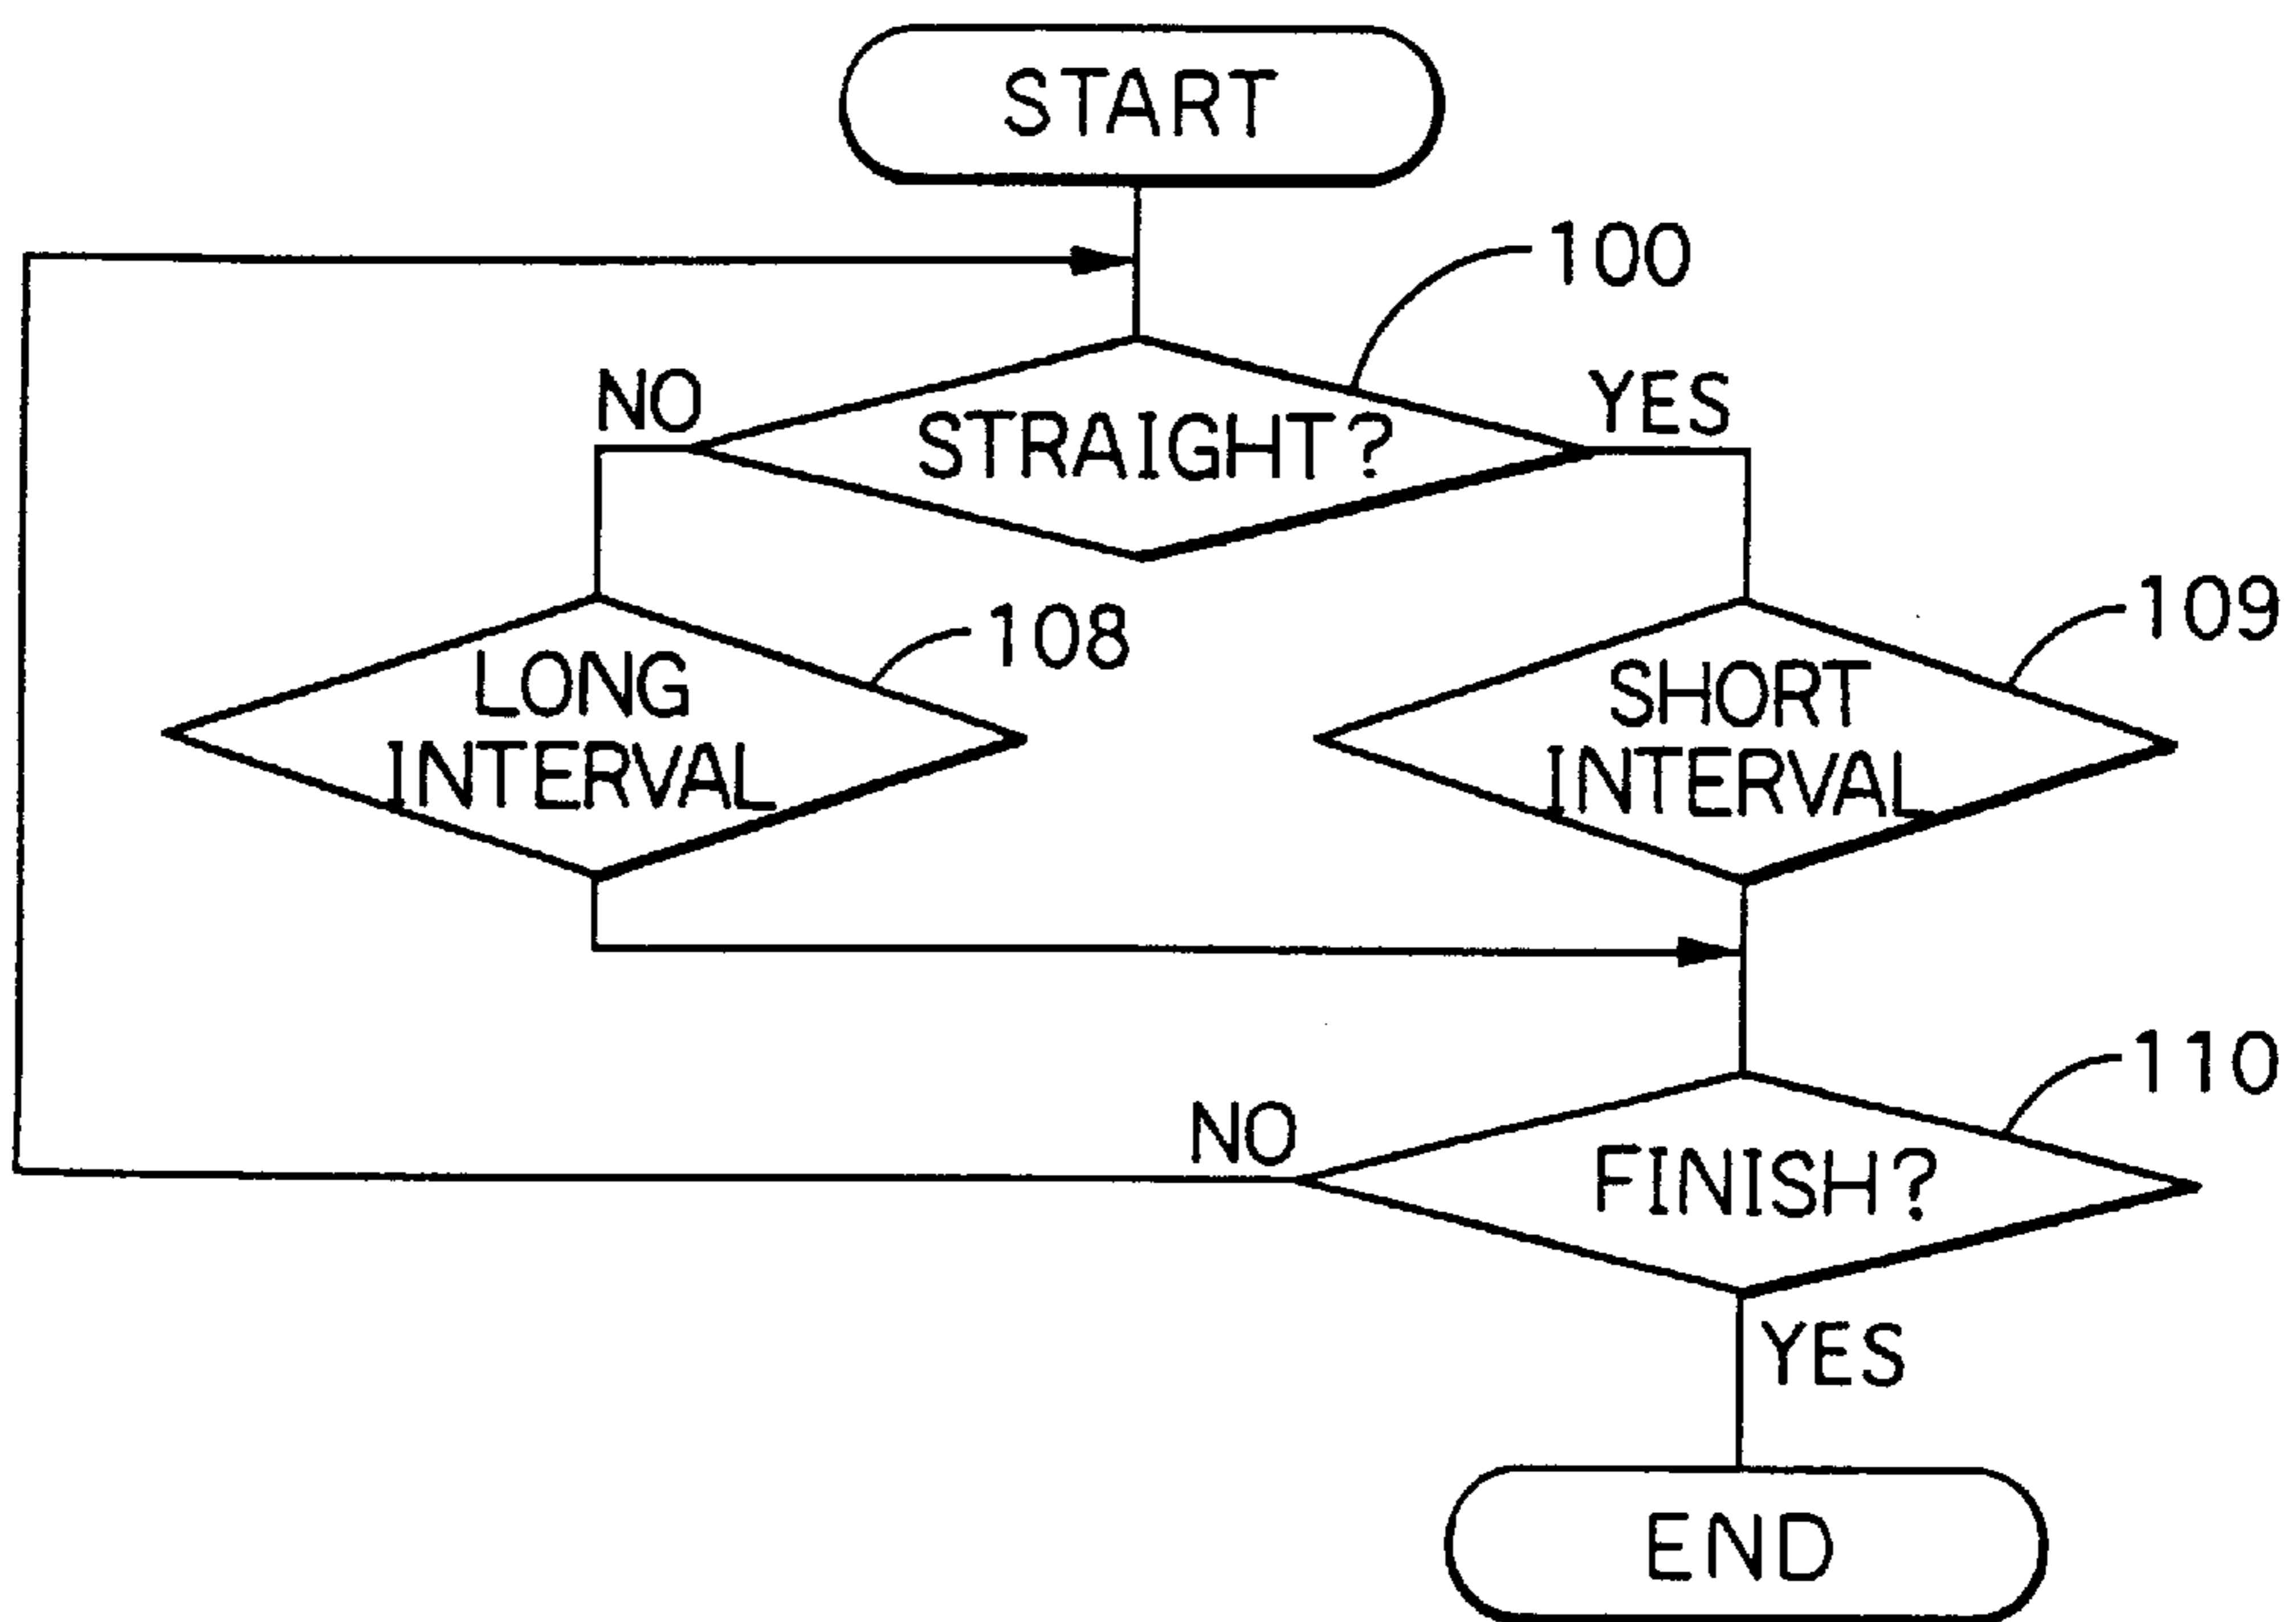 START
100
NO
YES
STRAIGHT?
108
109
LONG
INTERVAL
SHORT
INTERVAL
110
NO
FINISH?
YES
END